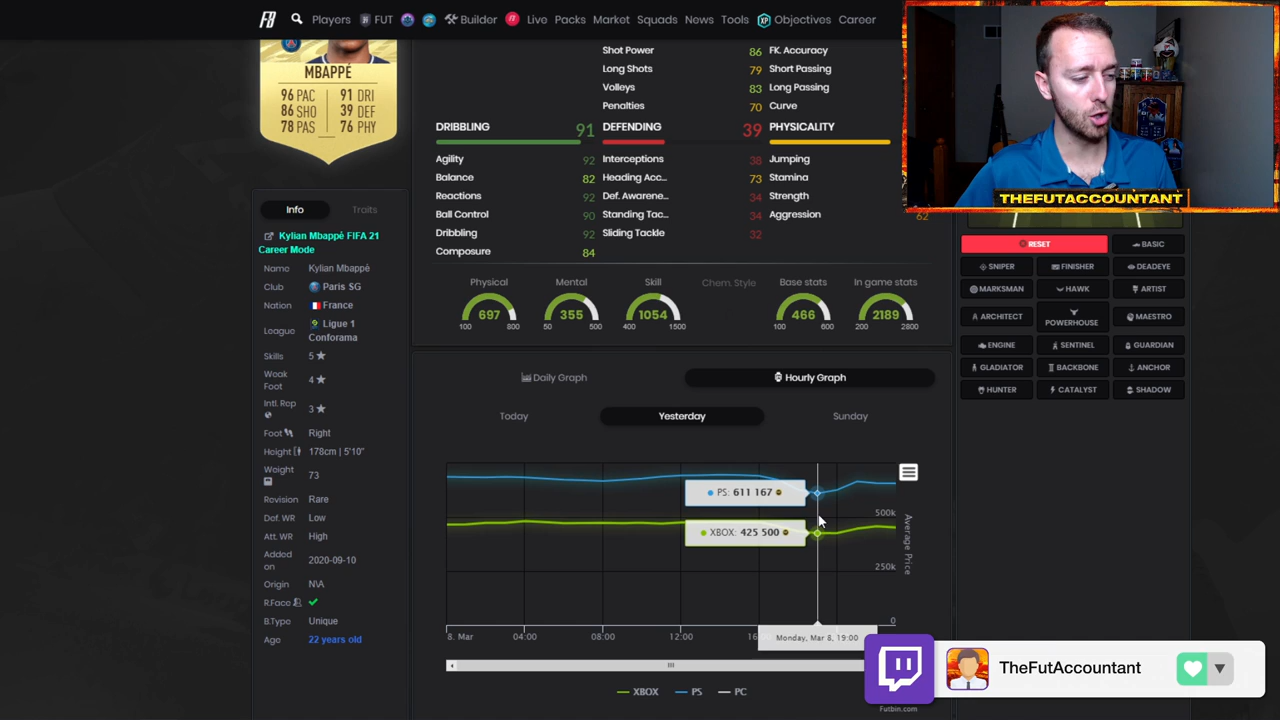 Players FUT Builder Live Packs Market Squads News Tools XP Objectives Career
MBAPPÉ
96 PAC 91 DRI
86 SHO 39 DEF
78 PAS 76 PHY
Shot Power 86 FK. Accuracy
Long Shots 79 Short Passing
Volleys 83 Long Passing
Penalties 70 Curve
DRIBBLING 91 DEFENDING 39 PHYSICALITY
Agility 92 Interceptions 38 Jumping
Balance 82 Heading Acc... 73 Stamina
Reactions 92 Def. Awarene... 34 Strength
Ball Control 90 Standing Tac... 34 Aggression 62
Dribbling 92 Sliding Tackle 32
Composure 84
THEFUTACCOUNTANT
Info Traits
Kylian Mbappé FIFA 21
Career Mode
Name Kylian Mbappé
Club Paris SG
Nation France
League Ligue 1
Conforama
Skills 5★
Weak
Foot 4★
Intl. Rep 3★
Foot Right
Height 178cm | 5'10"
Weight 73
Revision Rare
Def. WR Low
Att. WR High
Added
on 2020-09-10
Origin N\A
R.Face
B.Type Unique
Age 22 years old
Physical Mental Skill Chem. Style Base stats In game stats
697 355 1054 466 2189
100 800 50 500 400 1500 100 600 200 2800
RESET BASIC
SNIPER FINISHER DEADEYE
MARKSMAN HAWK ARTIST
ARCHITECT POWERHOUSE MAESTRO
ENGINE SENTINEL GUARDIAN
GLADIATOR BACKBONE ANCHOR
HUNTER CATALYST SHADOW
Daily Graph Hourly Graph
Today Yesterday Sunday
PS: 611 167
XBOX: 425 500
500k
250k
0
Average Price
8. Mar 04:00 08:00 12:00 16
Monday, Mar 8, 19:00
XBOX PS PC
Futbin.com
TheFutAccountant